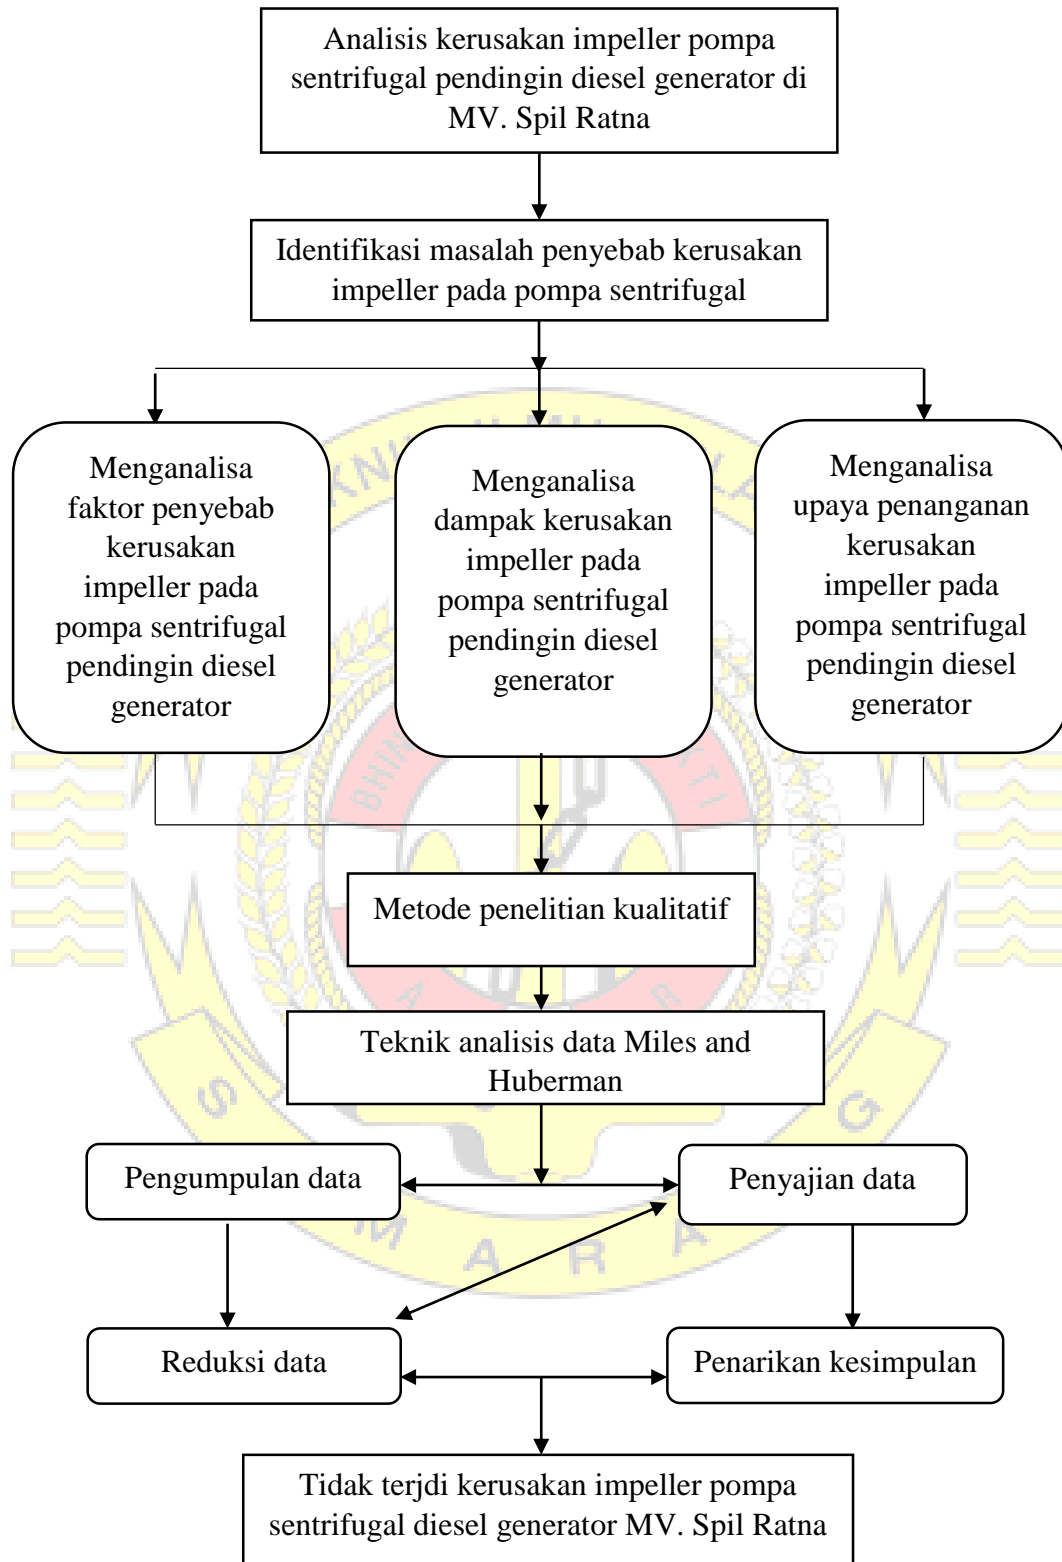 Analisis kerusakan impeller pompa
sentrifugal pendingin diesel generator di
MV. Spil Ratna
Identifikasi masalah penyebab kerusakan
impeller pada pompa sentrifugal
Menganalisa
faktor penyebab
kerusakan
impeller pada
pompa sentrifugal
pendingin diesel
generator
Menganalisa
dampak kerusakan
impeller pada
pompa sentrifugal
pendingin diesel
generator
Menganalisa
upaya penanganan
kerusakan
impeller pada
pompa sentrifugal
pendingin diesel
generator
Metode penelitian kualitatif
Teknik analisis data Miles and
Huberman
Pengumpulan data
Penyajian data
Reduksi data
Penarikan kesimpulan
Tidak terjdi kerusakan impeller pompa
sentrifugal diesel generator MV. Spil Ratna